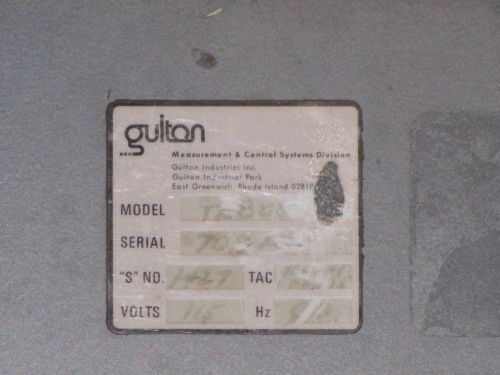 gulton
Measurement & Control Systems Division
Gulton Industries Inc.
Gulton Industrial Park
East Greenwich, Rhode Island 02818
MODEL
SERIAL
"S" NO. TAC
VOLTS 115 Hz